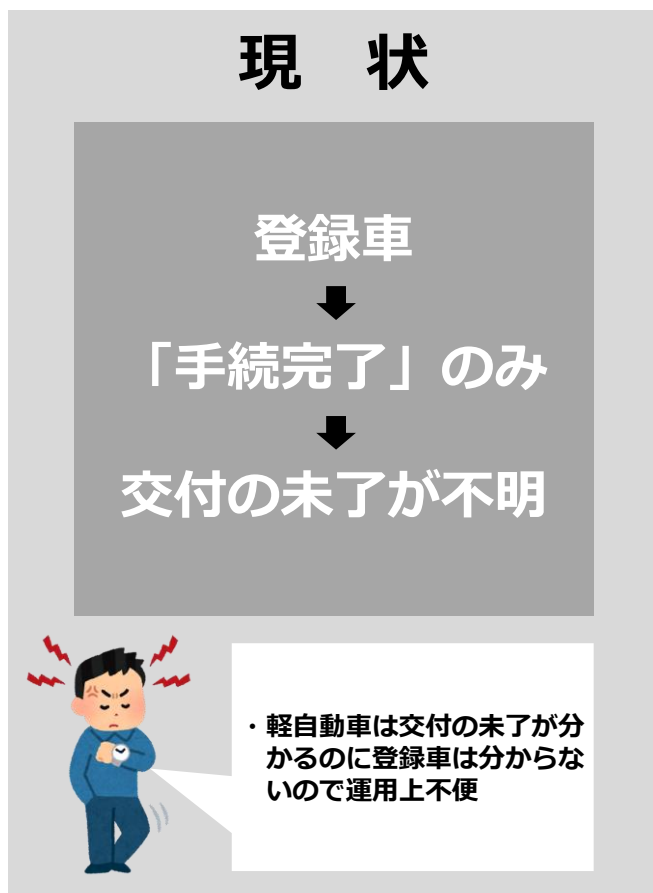 現　状
登録車
「手続完了」のみ
交付の未了が不明
・軽自動車は交付の未了が分
かるのに登録車は分からな
いので運用上不便